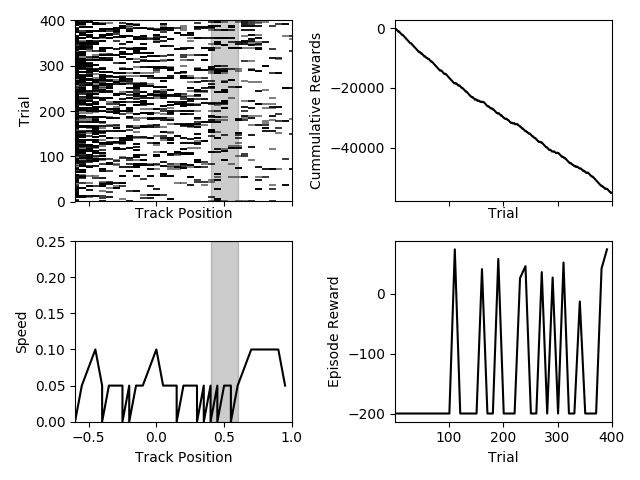 400
300
200
100
0
Trial
Track Position
0
−20000
−40000
Cummulative Rewards
Trial
0.25
0.20
0.15
0.10
0.05
0.00
Speed
−0.5 0.0 0.5 1.0
Track Position
0
−100
−200
Episode Reward
100 200 300 400
Trial